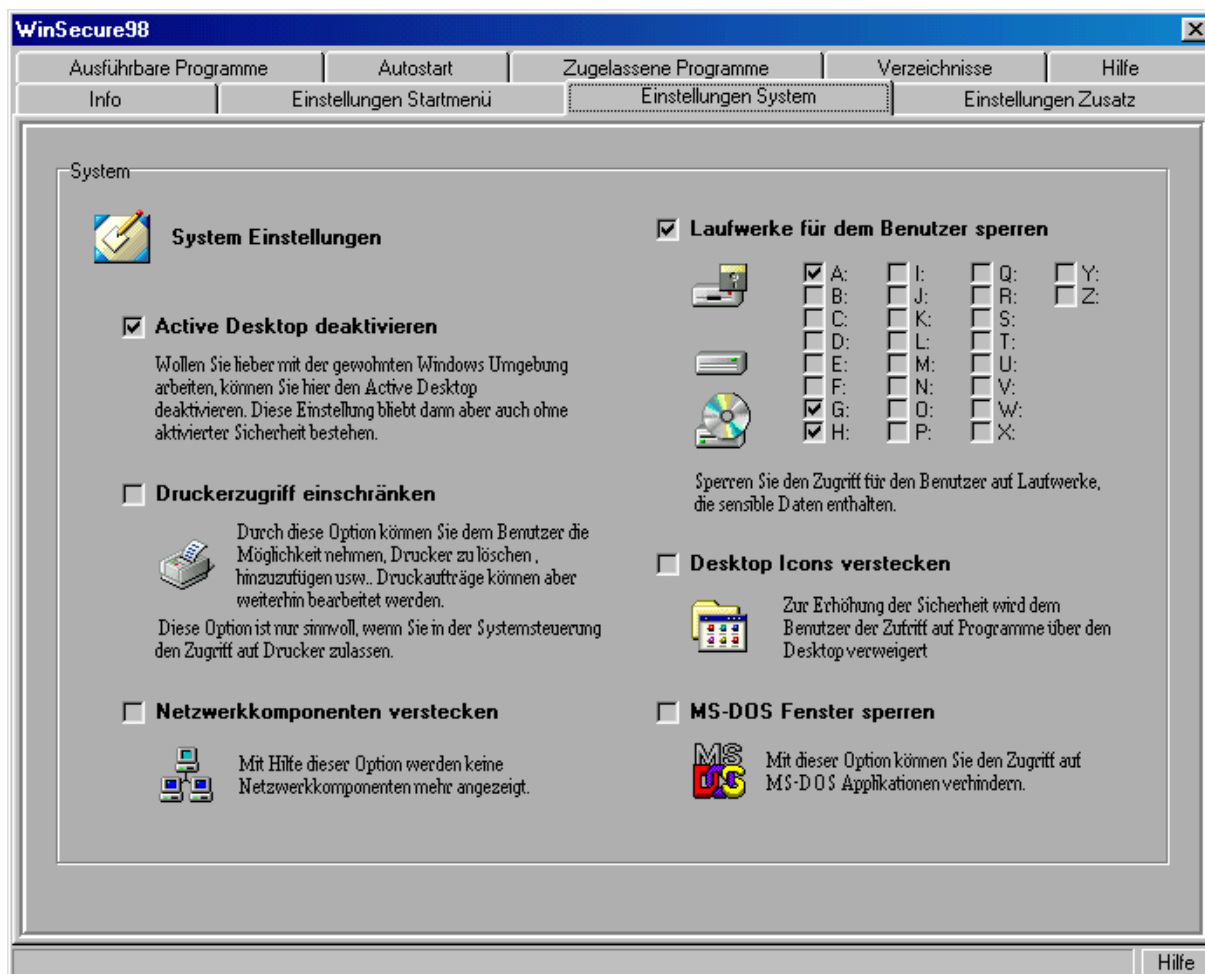 WinSecure98
Ausführbare Programme
Autostart
Zugelassene Programme
Verzeichnisse
Hilfe
Info
Einstellungen Startmenü
Einstellungen System
Einstellungen Zusatz
System
System Einstellungen
Active Desktop deaktivieren
Wollen Sie lieber mit der gewohnten Windows Umgebung
arbeiten, können Sie hier den Active Desktop
deaktivieren. Diese Einstellung bliebt dann aber auch ohne
aktivierter Sicherheit bestehen.
Druckerzugriff einschränken
Durch diese Option können Sie dem Benutzer die
Möglichkeit nehmen, Drucker zu löschen ,
hinzuzufügen usw.. Druckaufträge können aber
weiterhin bearbeitet werden.
Diese Option ist nur sinnvoll, wenn Sie in der Systemsteuerung
den Zugriff auf Drucker zulassen.
Netzwerkkomponenten verstecken
Mit Hilfe dieser Option werden keine
Netzwerkkomponenten mehr angezeigt.
Laufwerke für dem Benutzer sperren
A: I: Q: Y:
B: J: R: Z:
C: K: S:
D: L: T:
E: M: U:
F: N: V:
G: O: W:
H: P: X:
Sperren Sie den Zugriff für den Benutzer auf Laufwerke,
die sensible Daten enthalten.
Desktop Icons verstecken
Zur Erhöhung der Sicherheit wird dem
Benutzer der Zufriff auf Programme über den
Desktop verweigert
MS-DOS Fenster sperren
MS
DOS
Mit dieser Option können Sie den Zugriff auf
MS-DOS Applikationen verhindern.
Hilfe